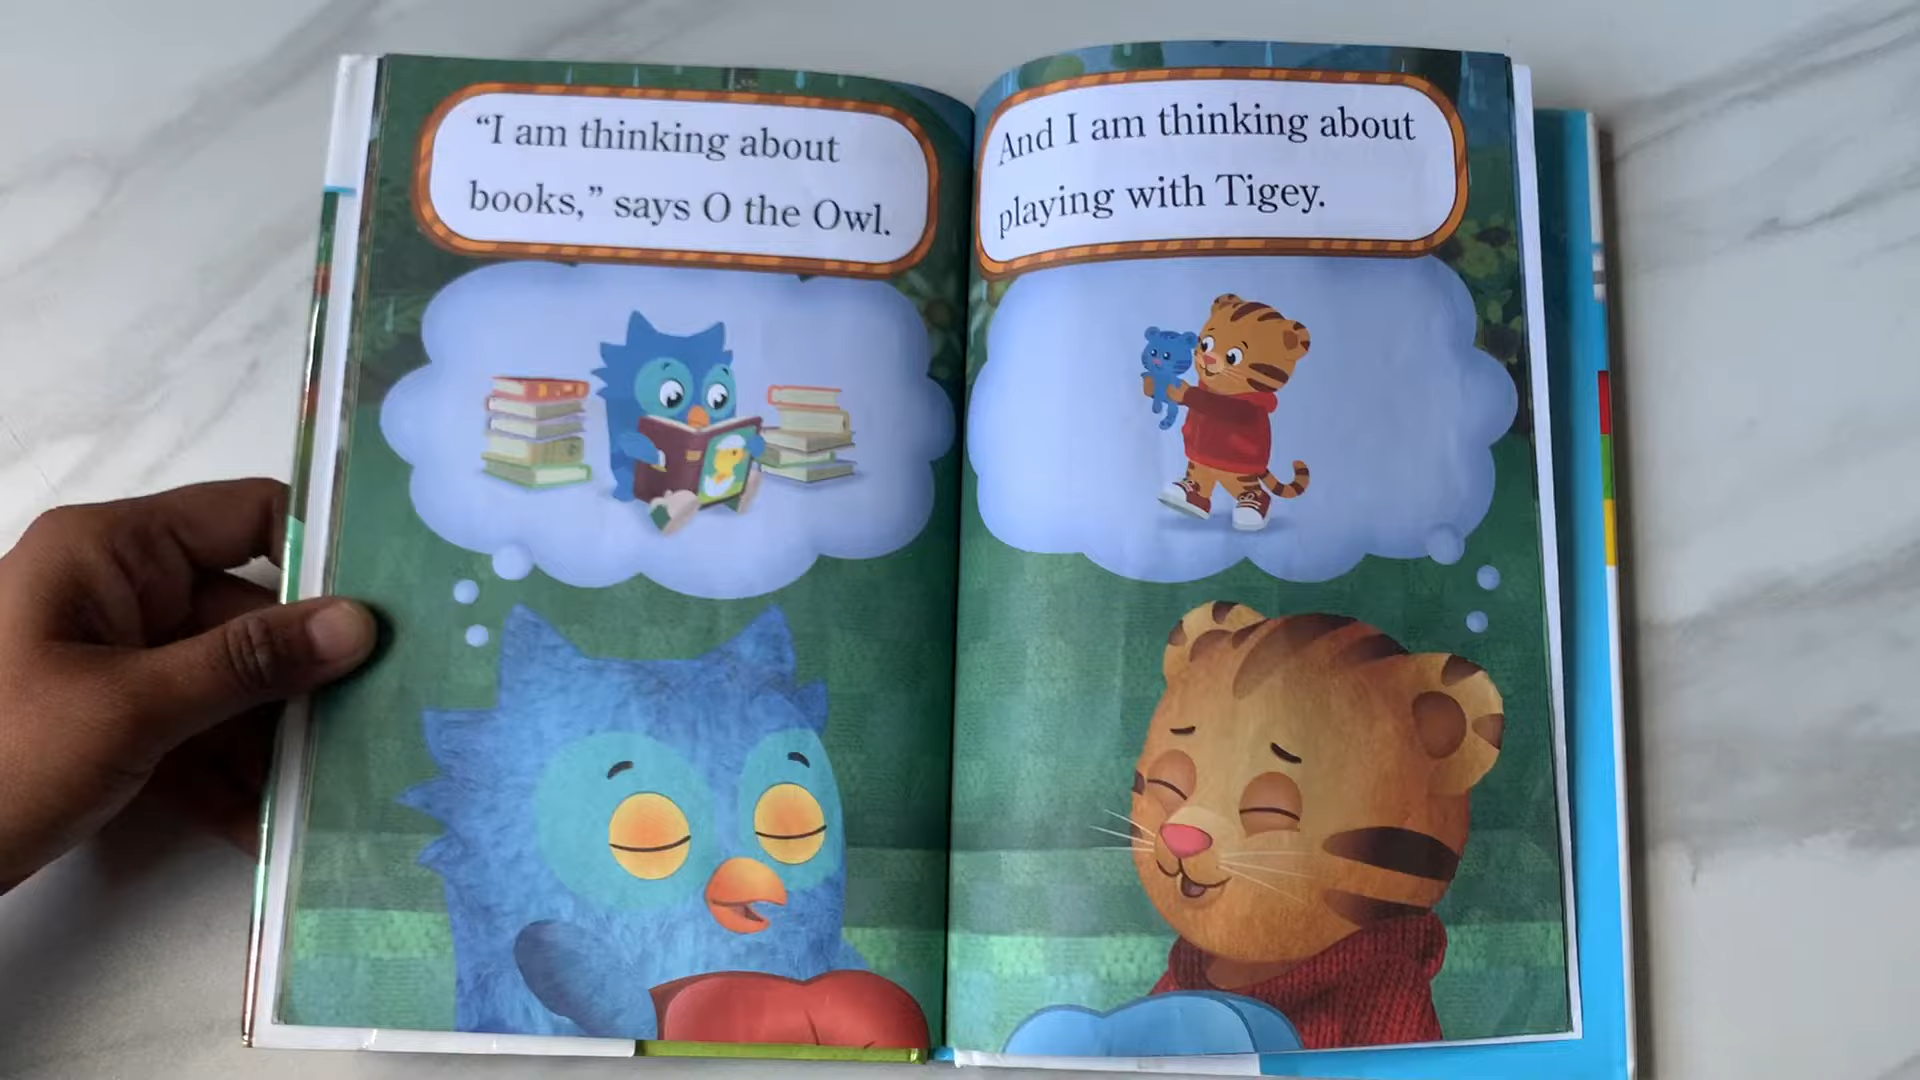 “I am thinking about
books,” says O the Owl.
And I am thinking about
playing with Tigey.